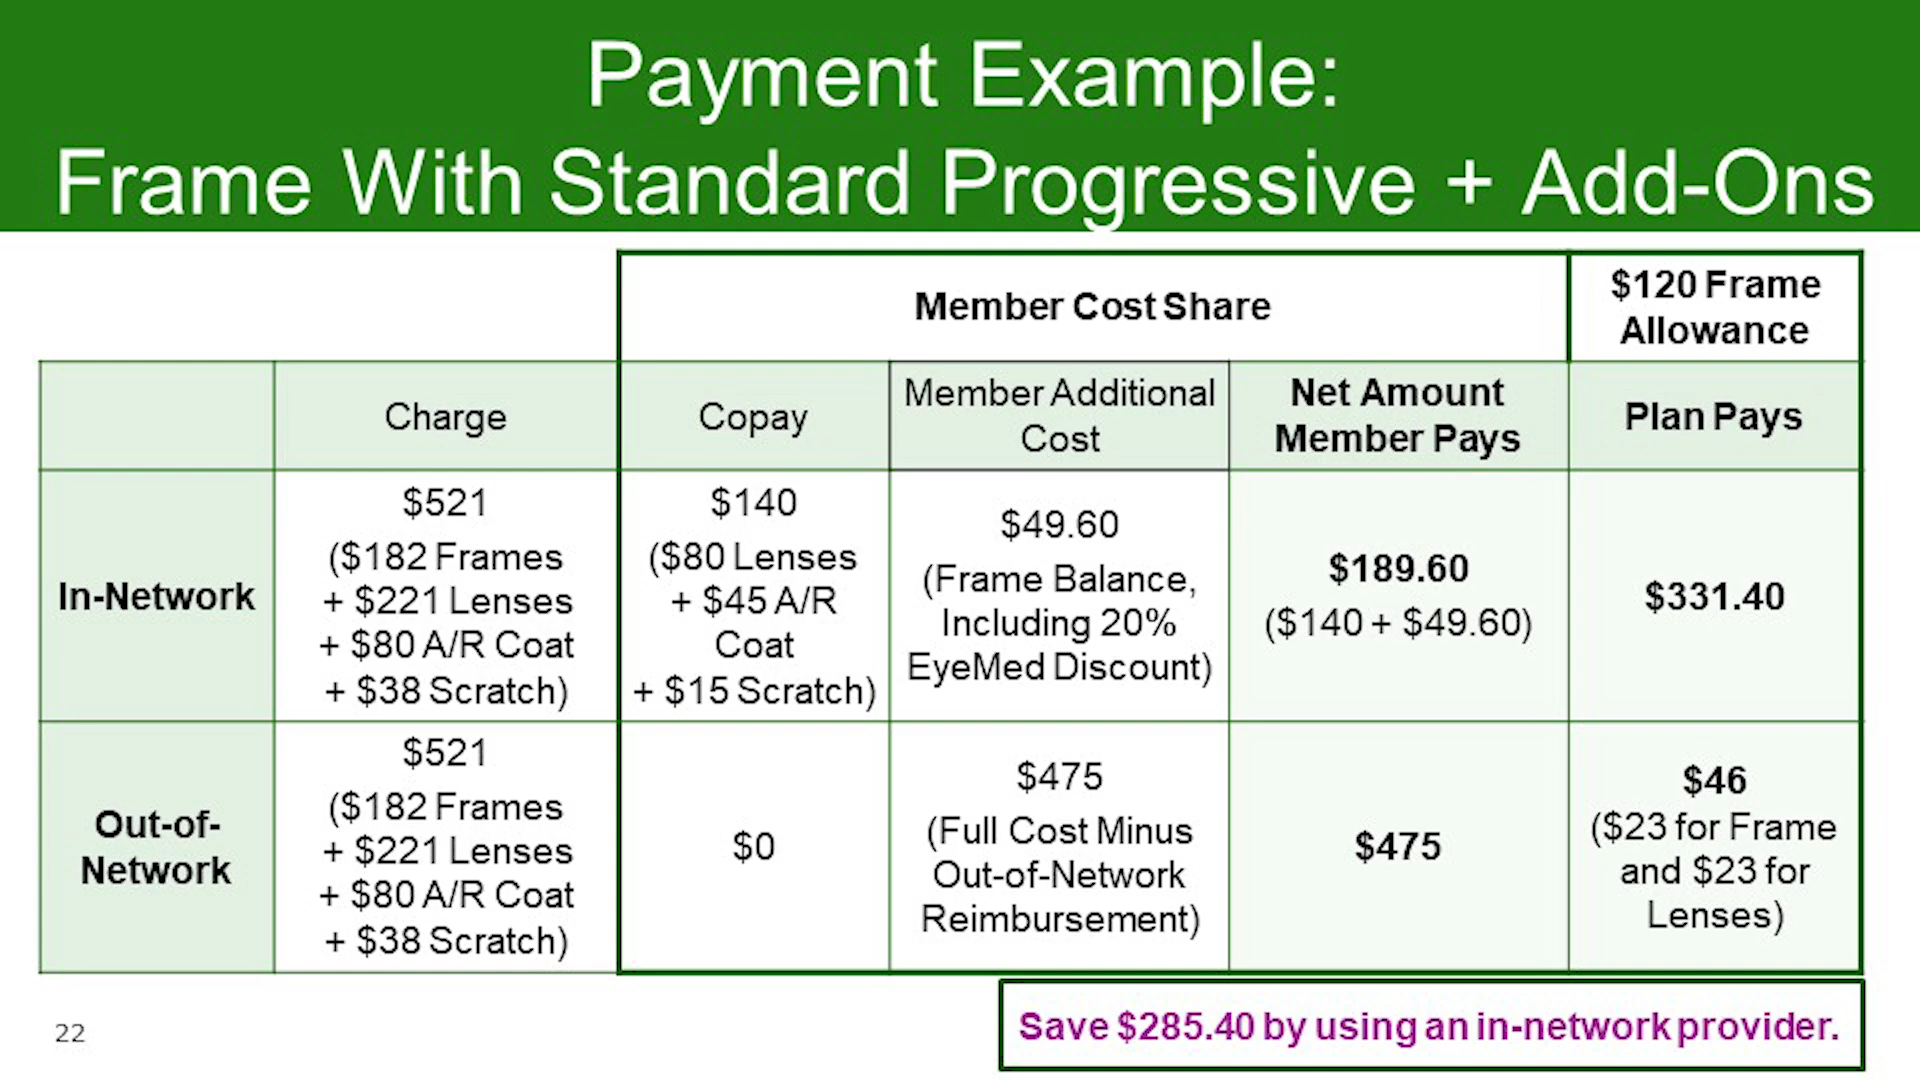 Payment Example:
Frame With Standard Progressive + Add-Ons
Member Cost Share
$120 Frame
Allowance
Charge
Copay
Member Additional
Cost
Net Amount
Member Pays
Plan Pays
In-Network
$521
($182 Frames
+ $221 Lenses
+ $80 A/R Coat
+ $38 Scratch)
$140
($80 Lenses
+ $45 A/R
Coat
+ $15 Scratch)
$49.60
(Frame Balance,
Including 20%
EyeMed Discount)
$189.60
($140 + $49.60)
$331.40
Out-of-
Network
$521
($182 Frames
+ $221 Lenses
+ $80 A/R Coat
+ $38 Scratch)
$0
$475
(Full Cost Minus
Out-of-Network
Reimbursement)
$475
$46
($23 for Frame
and $23 for
Lenses)
Save $285.40 by using an in-network provider.
22